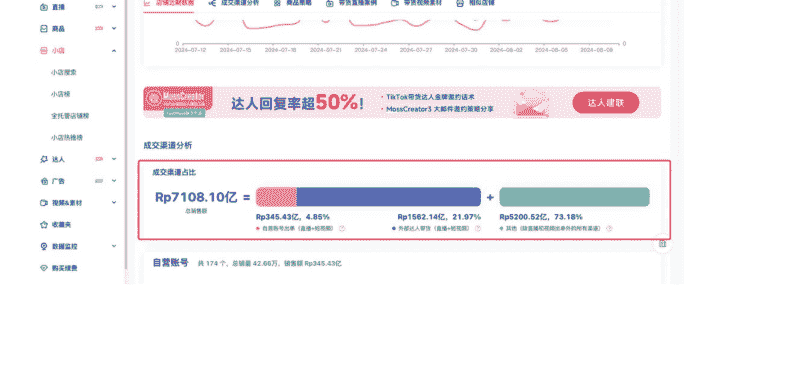 直播
店铺近期数据
成交渠道分析
商品策略
带货直播案例
带货视频素材
相似店铺
商品
0
0
2024-07-12
2024-07-15
2024-07-18
2024-07-21
2024-07-24
2024-07-27
2024-07-30
2024-08-02
2024-08-05
2024-08-08
小店
小店搜索
小店榜
全托管店铺榜
小店热推榜
达人回复率超50%!
• TikTok带货达人金牌邀约话术
• MossCreator3 大邮件邀约策略分享
达人建联
成交渠道分析
达人
广告
视频&素材
收藏夹
数据监控
购买续费
成交渠道占比
Rp7108.10亿 =
总销售额
+
Rp345.43亿, 4.85%
Rp1562.14亿, 21.97%
Rp5200.52亿, 73.18%
自营账号出单（直播+短视频）
外部达人带货（直播+短视频）
其他（除直播和视频出单外的所有渠道）
自营账号 共 174 个, 总销量 42.66万, 销售额 Rp345.43亿